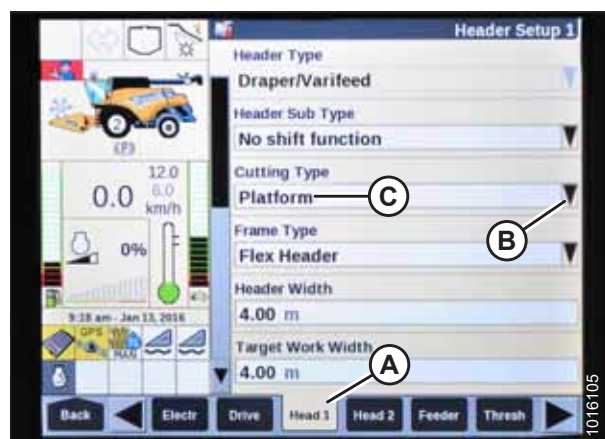 Header Setup 1
Header Type
Draper/Varifeed
Header Sub Type
No shift function
Cutting Type
Platform
C
B
Frame Type
Flex Header
Header Width
4.00 m
Target Work Width
4.00 m
A
2
(P)
0.0
12.0
6.0
km/h
0%
9:18 am - Jan 13, 2016
GPS
MAN
Back
Electr
Drive
Head 1
Head 2
Feeder
Thresh
1016105